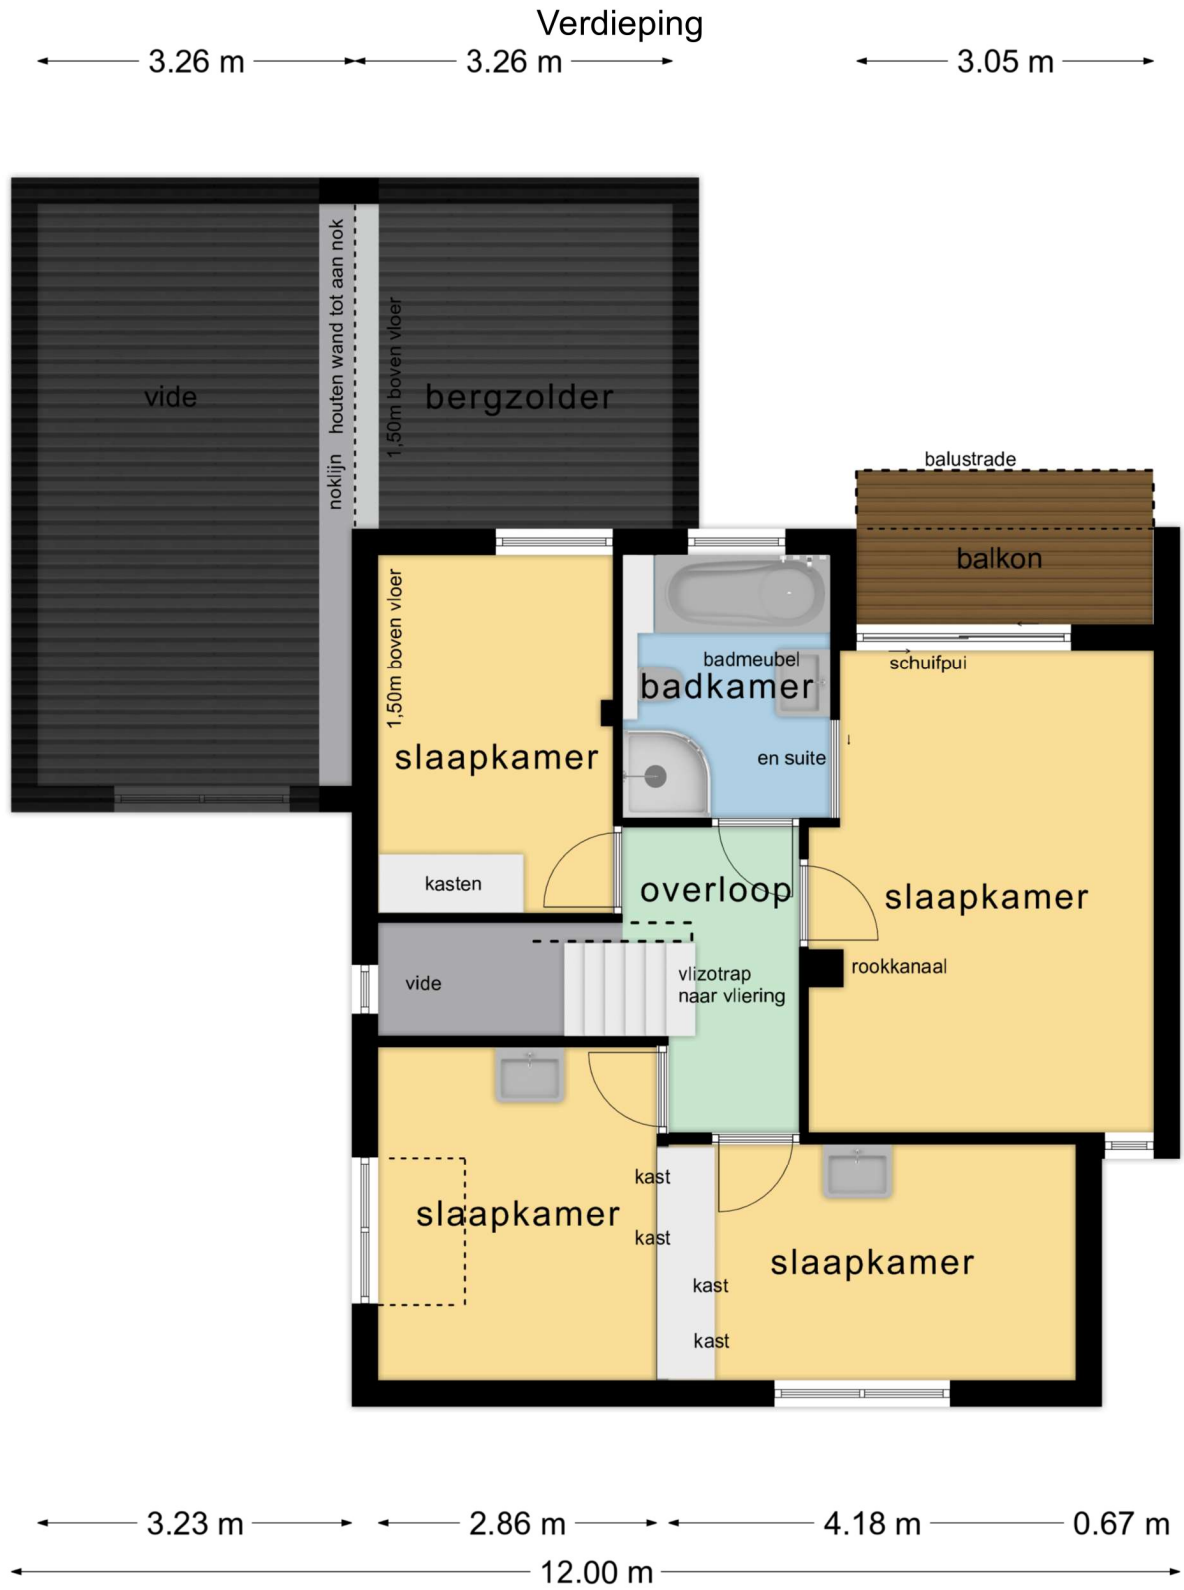 Verdieping
3.26 m
3.26 m
3.05 m
noklijn houten wand tot aan nok
1,50m boven vloer
vide
bergzolder
balustrade
balkon
schuifpui
1,50m boven vloer
badmeubel
badkamer
slaapkamer
en suite
kasten
overloop
slaapkamer
vide
vlizotrap
naar vliering
rookkanaal
kast
slaapkamer
kast
slaapkamer
kast
kast
3.23 m
2.86 m
4.18 m
0.67 m
12.00 m